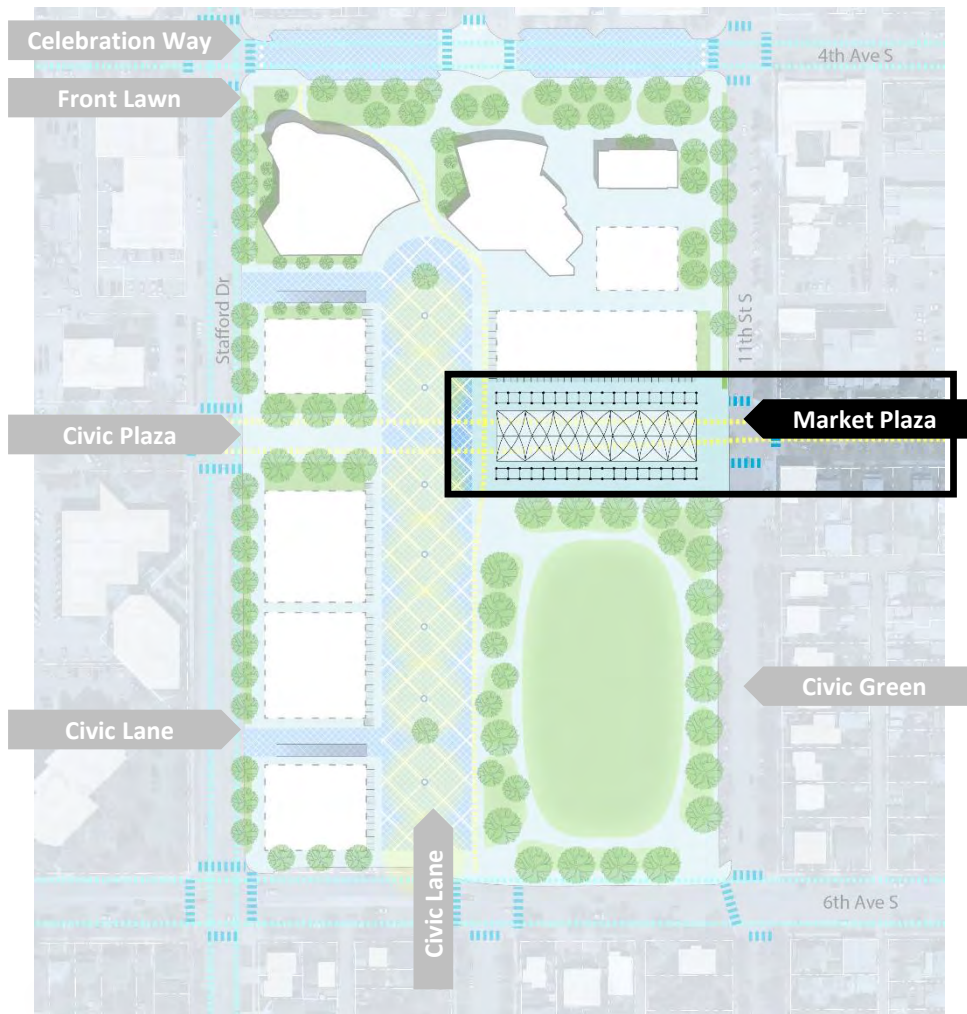 Celebration Way
4th Ave S
Front Lawn
Stafford Dr
11th St S
Market Plaza
Civic Plaza
Civic Green
Civic Lane
Civic Lane
6th Ave S